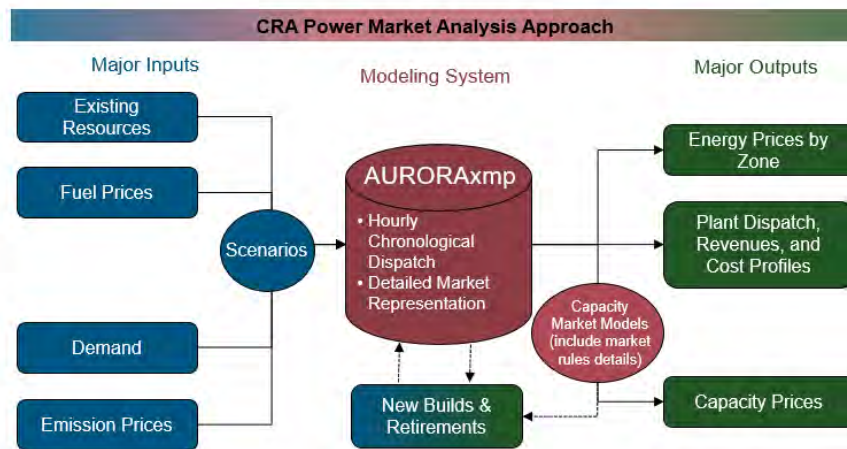 CRA Power Market Analysis Approach
Major Inputs
Modeling System
Major Outputs
Existing
Resources
Fuel Prices
Scenarios
Demand
Emission Prices
AURORAxmp
• Hourly
Chronological
Dispatch
• Detailed Market
Representation
New Builds &
Retirements
Capacity
Market Models
(include market
rules details)
Energy Prices by
Zone
Plant Dispatch,
Revenues, and
Cost Profiles
Capacity Prices